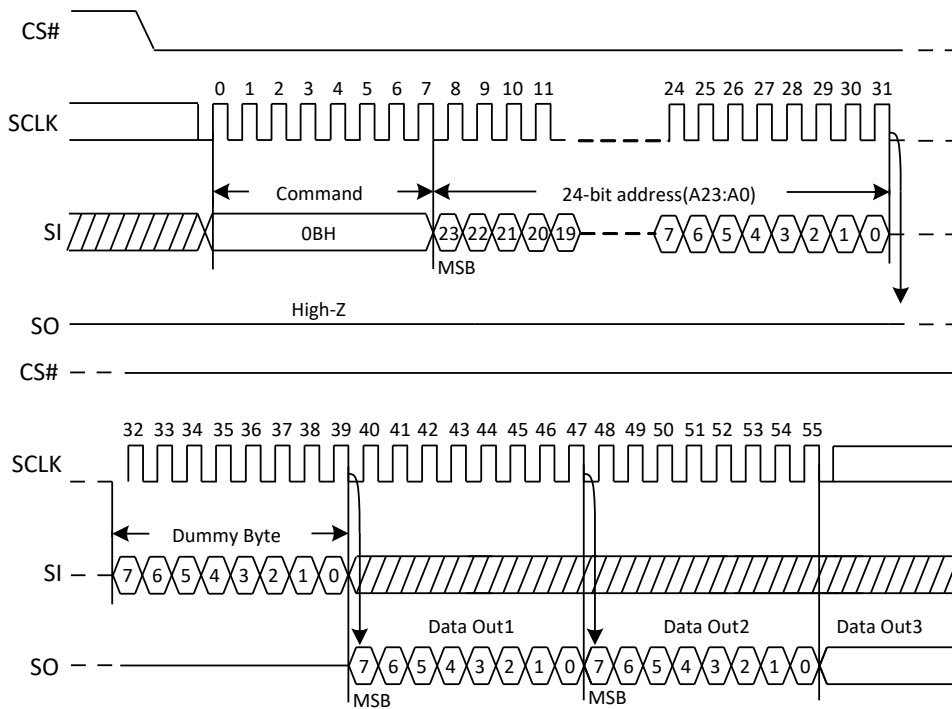 CS#
0 1 2 3 4 5 6 7 8 9 10 11 24 25 26 27 28 29 30 31
SCLK
Command 24-bit address(A23:A0)
SI 0BH 23 22 21 20 19 7 6 5 4 3 2 1 0
MSB
High-Z
SO
CS#
32 33 34 35 36 37 38 39 40 41 42 43 44 45 46 47 48 49 50 51 52 53 54 55
SCLK
Dummy Byte
SI 7 6 5 4 3 2 1 0
Data Out1 Data Out2 Data Out3
SO 7 6 5 4 3 2 1 0 7 6 5 4 3 2 1 0
MSB MSB